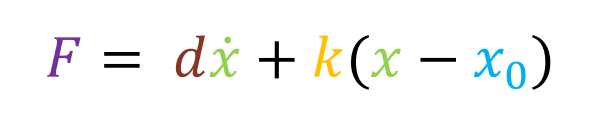 F = dẋ + k(x − x₀)